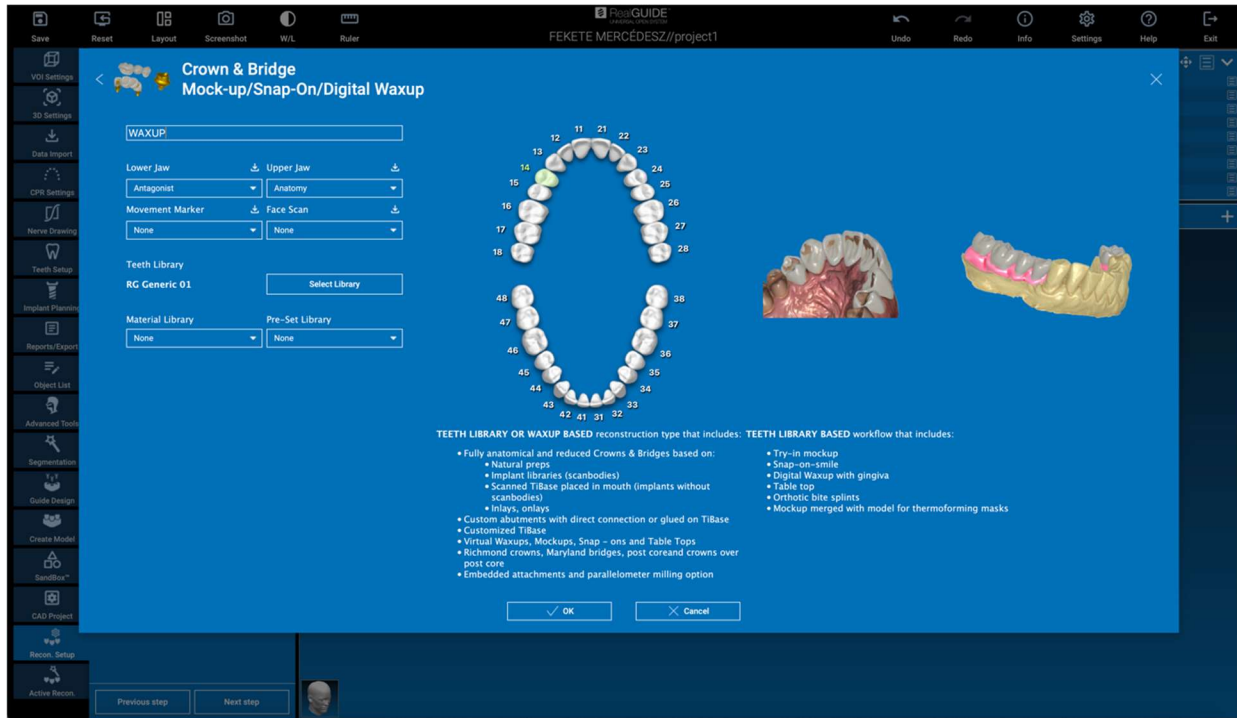 RealGUIDE
UNIVERSAL OPEN SYSTEM
Save
Reset
Layout
Screenshot
W/L
Ruler
FEKETE MERCÉDESZ//project1
Undo
Redo
Info
Settings
Help
Exit
VOI Settings
3D Settings
Data Import
CPR Settings
Nerve Drawing
Teeth Setup
Implant Planning
Reports/Export
Object List
Advanced Tools
Segmentation
Guide Design
Create Model
SandBox™
CAD Project
Recon. Setup
Active Recon.
Crown & Bridge
Mock-up/Snap-On/Digital Waxup
WAXUP
Lower Jaw
Upper Jaw
Antagonist
Anatomy
Movement Marker
Face Scan
None
None
Teeth Library
RG Generic 01
Select Library
Material Library
Pre-Set Library
None
None
11 21
12 22
13 23
14 24
15 25
16 26
17 27
18 28
48 38
47 37
46 36
45 35
44 34
43 33
42 41 31 32
TEETH LIBRARY OR WAXUP BASED reconstruction type that includes:
• Fully anatomical and reduced Crowns & Bridges based on:
• Natural preps
• Implant libraries (scanbodies)
• Scanned TiBase placed in mouth (implants without
scanbodies)
• Inlays, onlays
• Custom abutments with direct connection or glued on TiBase
• Customized TiBase
• Virtual Waxups, Mockups, Snap - ons and Table Tops
• Richmond crowns, Maryland bridges, post coreand crowns over
post core
• Embedded attachments and parallelometer milling option
TEETH LIBRARY BASED workflow that includes:
• Try-in mockup
• Snap-on-smile
• Digital Waxup with gingiva
• Table top
• Orthotic bite splints
• Mockup merged with model for thermoforming masks
OK
Cancel
Previous step
Next step